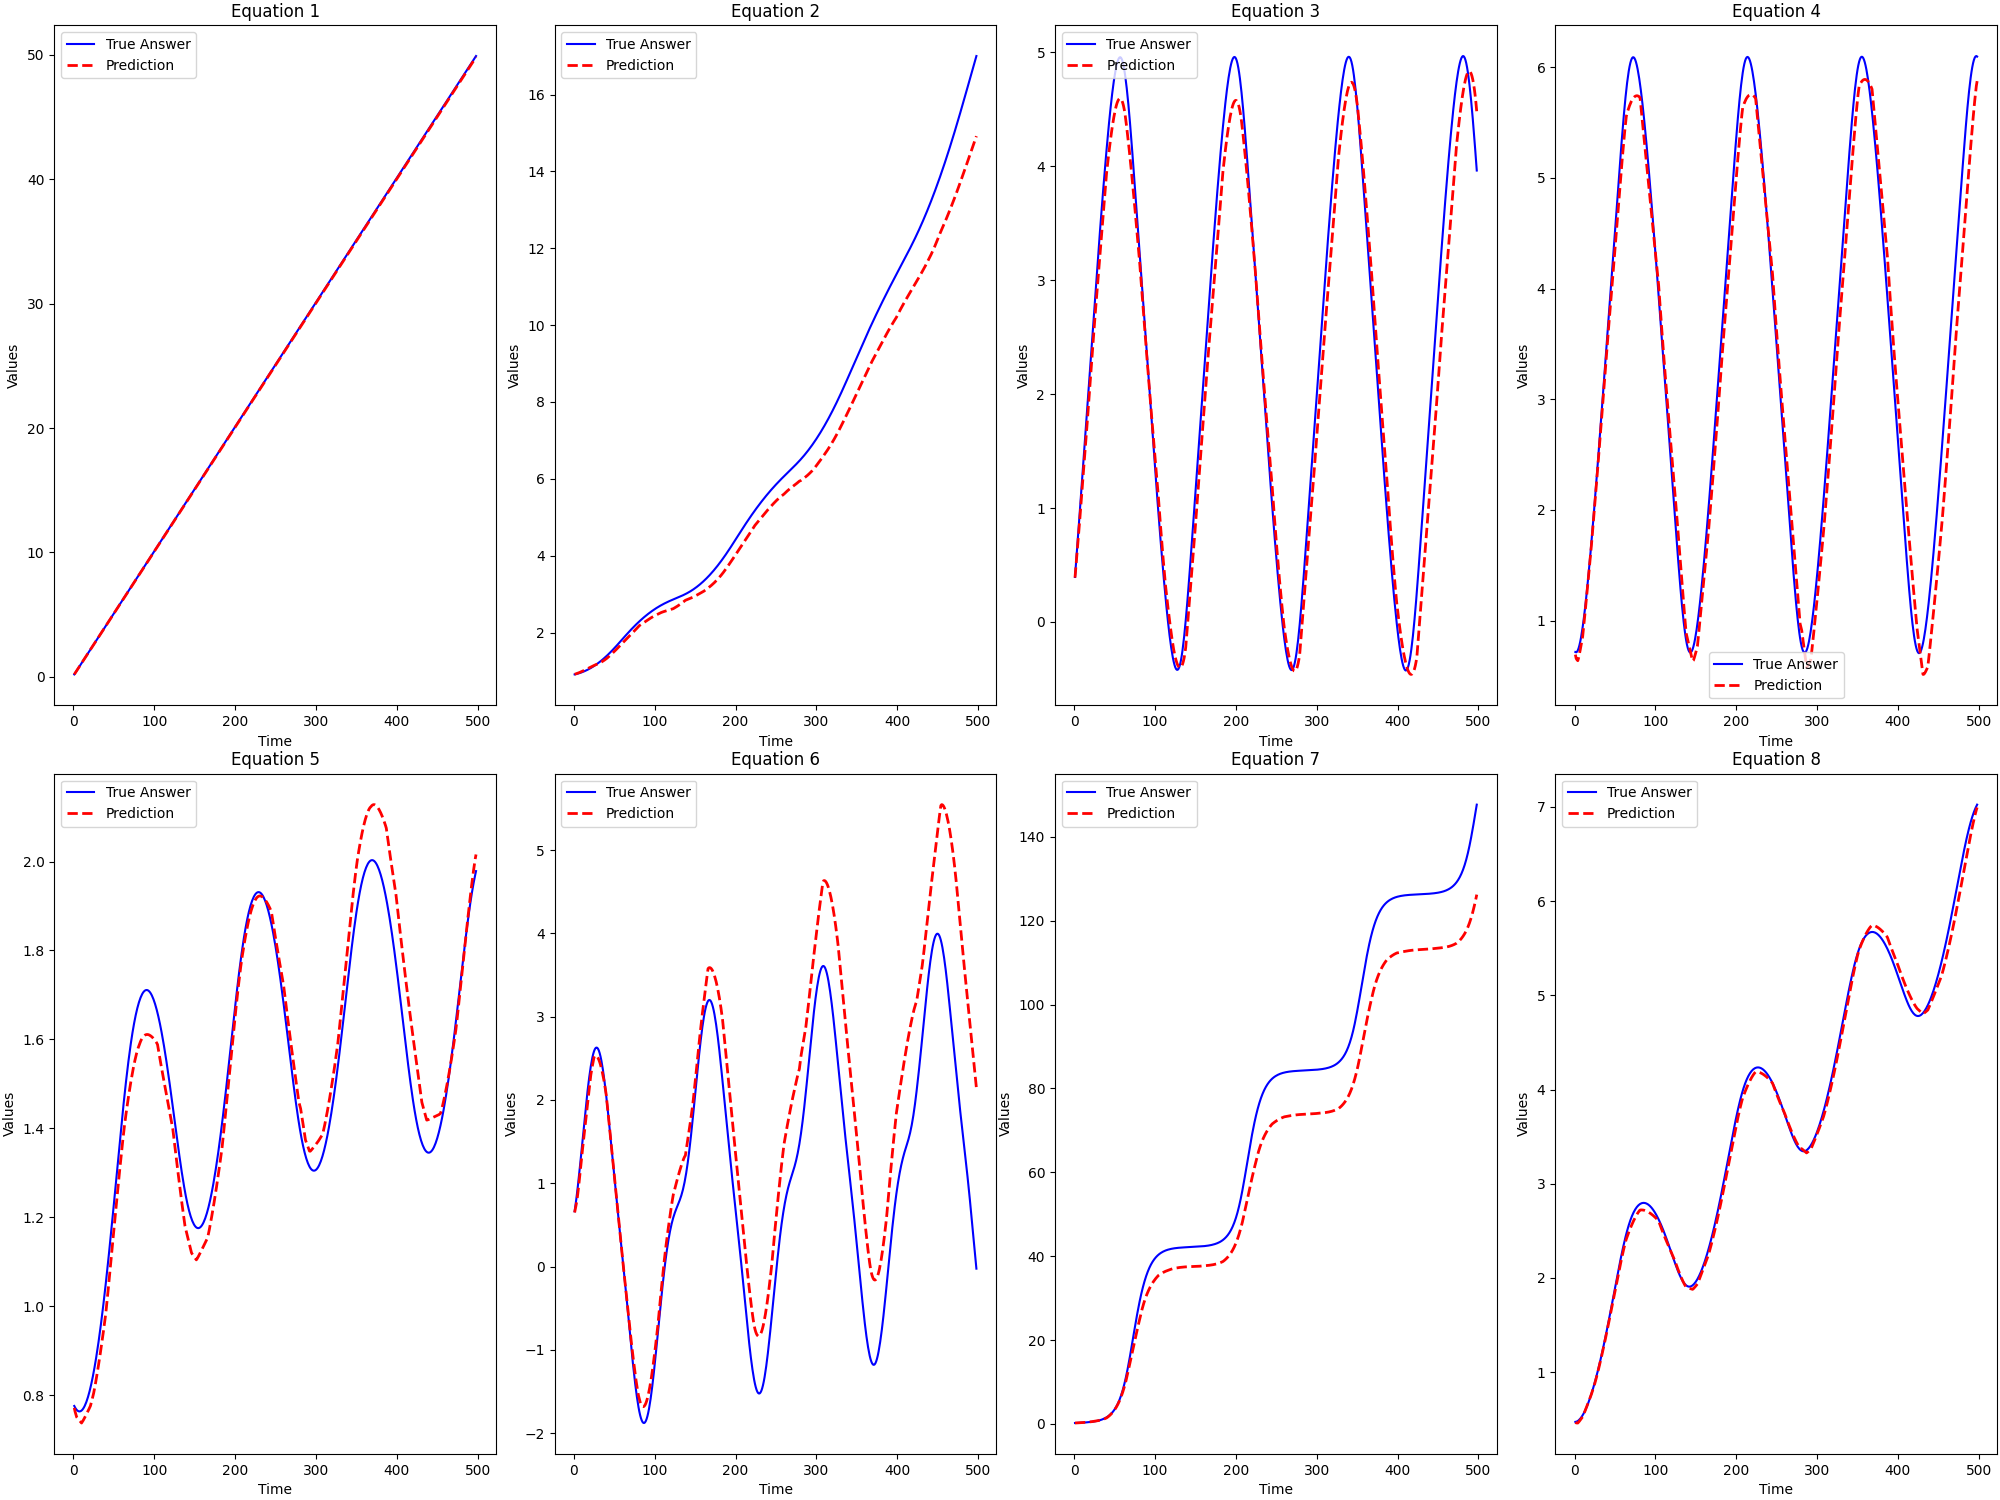 Equation 1
True Answer
Prediction
50
40
30
20
10
0
Values
0 100 200 300 400 500
Time
Equation 2
True Answer
Prediction
16
14
12
10
8
6
4
2
Values
0 100 200 300 400 500
Time
Equation 3
True Answer
Prediction
5
4
3
2
1
0
Values
0 100 200 300 400 500
Time
Equation 4
6
5
4
3
2
1
Values
True Answer
Prediction
0 100 200 300 400 500
Time
Equation 5
True Answer
Prediction
2.0
1.8
1.6
1.4
1.2
1.0
0.8
Values
0 100 200 300 400 500
Time
Equation 6
True Answer
Prediction
5
4
3
2
1
0
−1
−2
Values
0 100 200 300 400 500
Time
Equation 7
True Answer
Prediction
140
120
100
80
60
40
20
0
Values
0 100 200 300 400 500
Time
Equation 8
True Answer
Prediction
7
6
5
4
3
2
1
Values
0 100 200 300 400 500
Time